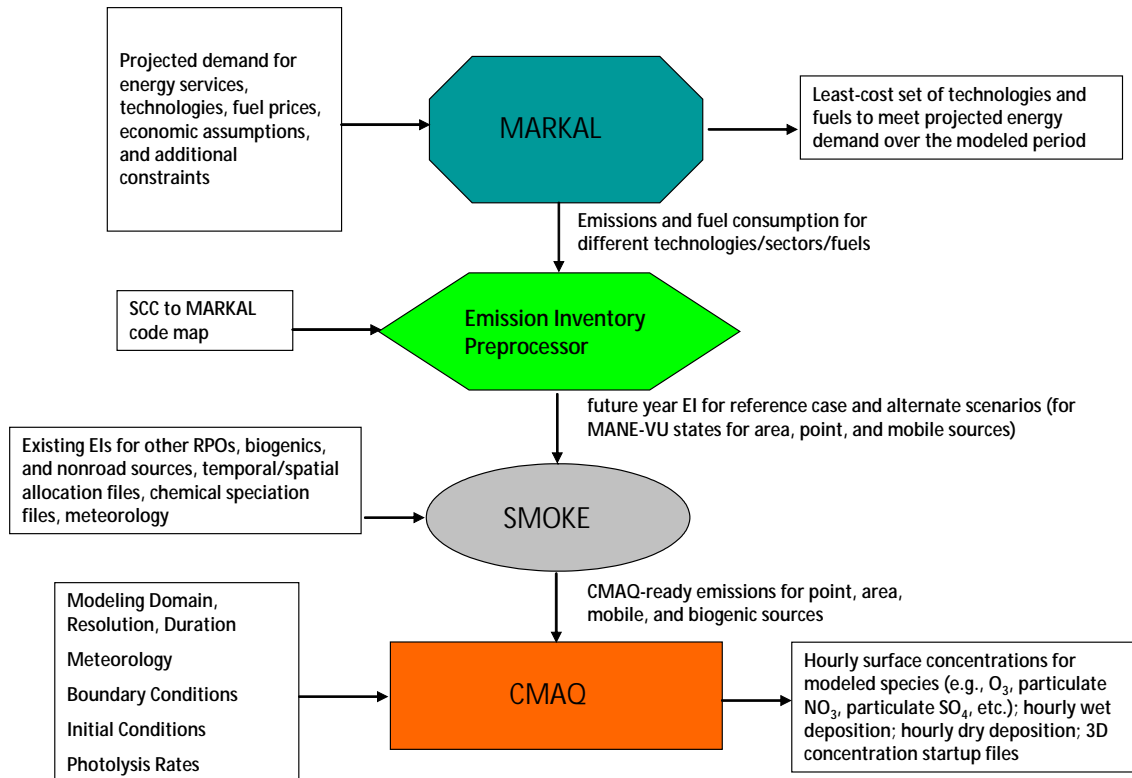 Projected demand for
energy services,
technologies, fuel prices,
economic assumptions,
and additional
constraints
MARKAL
Least-cost set of technologies and
fuels to meet projected energy
demand over the modeled period
Emissions and fuel consumption for
different technologies/sectors/fuels
SCC to MARKAL
code map
Emission Inventory
Preprocessor
future year EI for reference case and alternate scenarios (for
MANE-VU states for area, point, and mobile sources)
Existing EIs for other RPOs, biogenics,
and nonroad sources, temporal/spatial
allocation files, chemical speciation
files, meteorology
SMOKE
CMAQ-ready emissions for point, area,
mobile, and biogenic sources
Modeling Domain,
Resolution, Duration
Meteorology
Boundary Conditions
Initial Conditions
Photolysis Rates
CMAQ
Hourly surface concentrations for
modeled species (e.g., O₃, particulate
NO₃, particulate SO₄, etc.); hourly wet
deposition; hourly dry deposition; 3D
concentration startup files